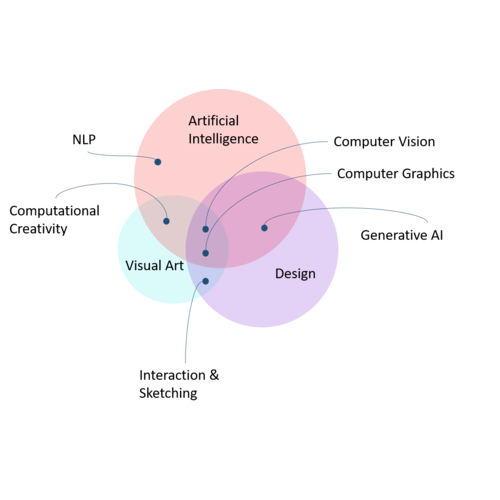 Artificial
Intelligence
NLP
Computer Vision
Computer Graphics
Computational
Creativity
Generative AI
Visual Art
Design
Interaction &
Sketching